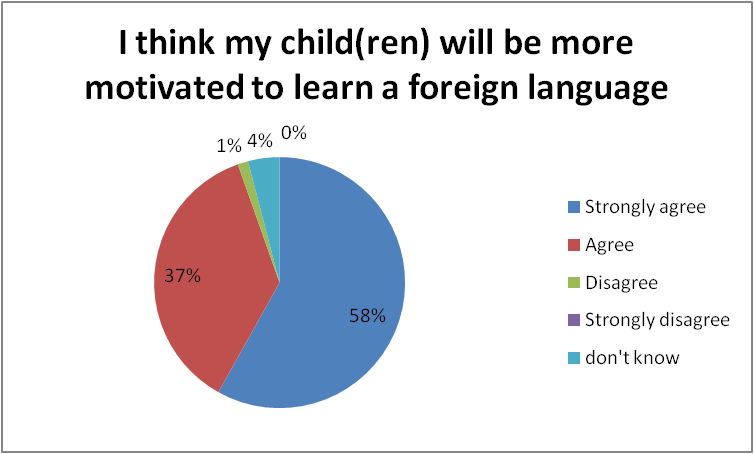 I think my child(ren) will be more
motivated to learn a foreign language
1% 4% 0%
37%
58%
Strongly agree
Agree
Disagree
Strongly disagree
don't know